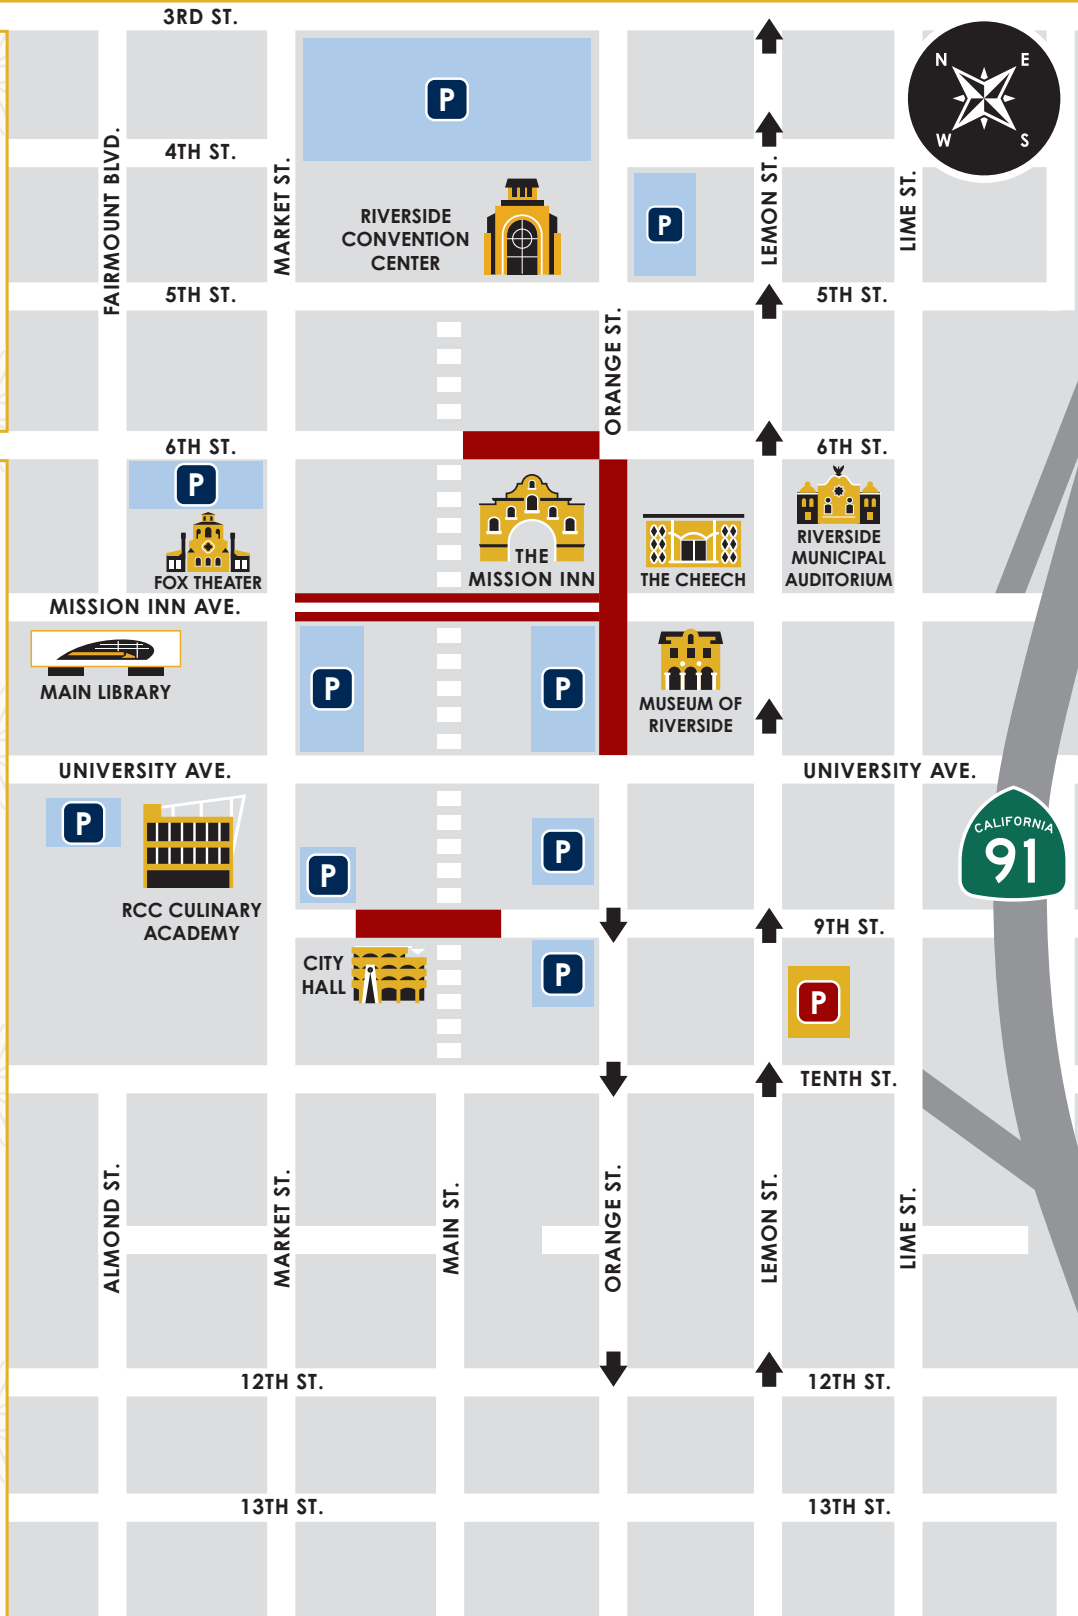 3RD ST.
N
E
W
S
P
4TH ST.
FAIRMOUNT BLVD.
MARKET ST.
LEMON ST.
LIME ST.
RIVERSIDE
CONVENTION
CENTER
P
5TH ST.
5TH ST.
ORANGE ST.
6TH ST.
6TH ST.
P
FOX THEATER
THE
MISSION INN
THE CHEECH
RIVERSIDE
MUNICIPAL
AUDITORIUM
MISSION INN AVE.
MAIN LIBRARY
P
P
MUSEUM OF
RIVERSIDE
UNIVERSITY AVE.
UNIVERSITY AVE.
P
RCC CULINARY
ACADEMY
P
P
CALIFORNIA
91
9TH ST.
CITY
HALL
P
P
TENTH ST.
ALMOND ST.
MARKET ST.
MAIN ST.
ORANGE ST.
LEMON ST.
LIME ST.
12TH ST.
12TH ST.
13TH ST.
13TH ST.